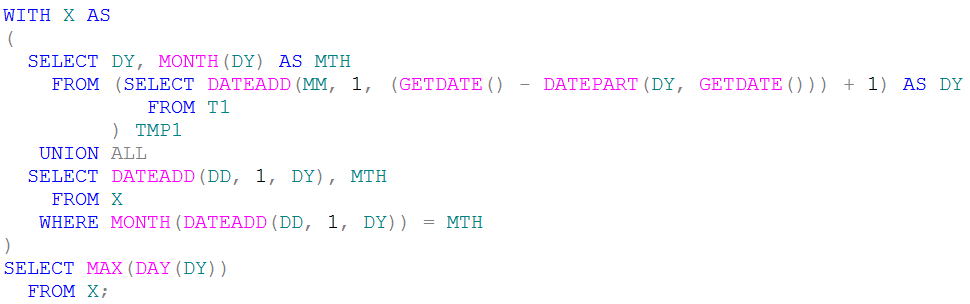 WITH X AS
(
  SELECT DY, MONTH(DY) AS MTH
    FROM (SELECT DATEADD(MM, 1, (GETDATE() - DATEPART(DY, GETDATE())) + 1) AS DY
            FROM T1
         ) TMP1
   UNION ALL
  SELECT DATEADD(DD, 1, DY), MTH
    FROM X
   WHERE MONTH(DATEADD(DD, 1, DY)) = MTH
)
SELECT MAX(DAY(DY))
  FROM X;